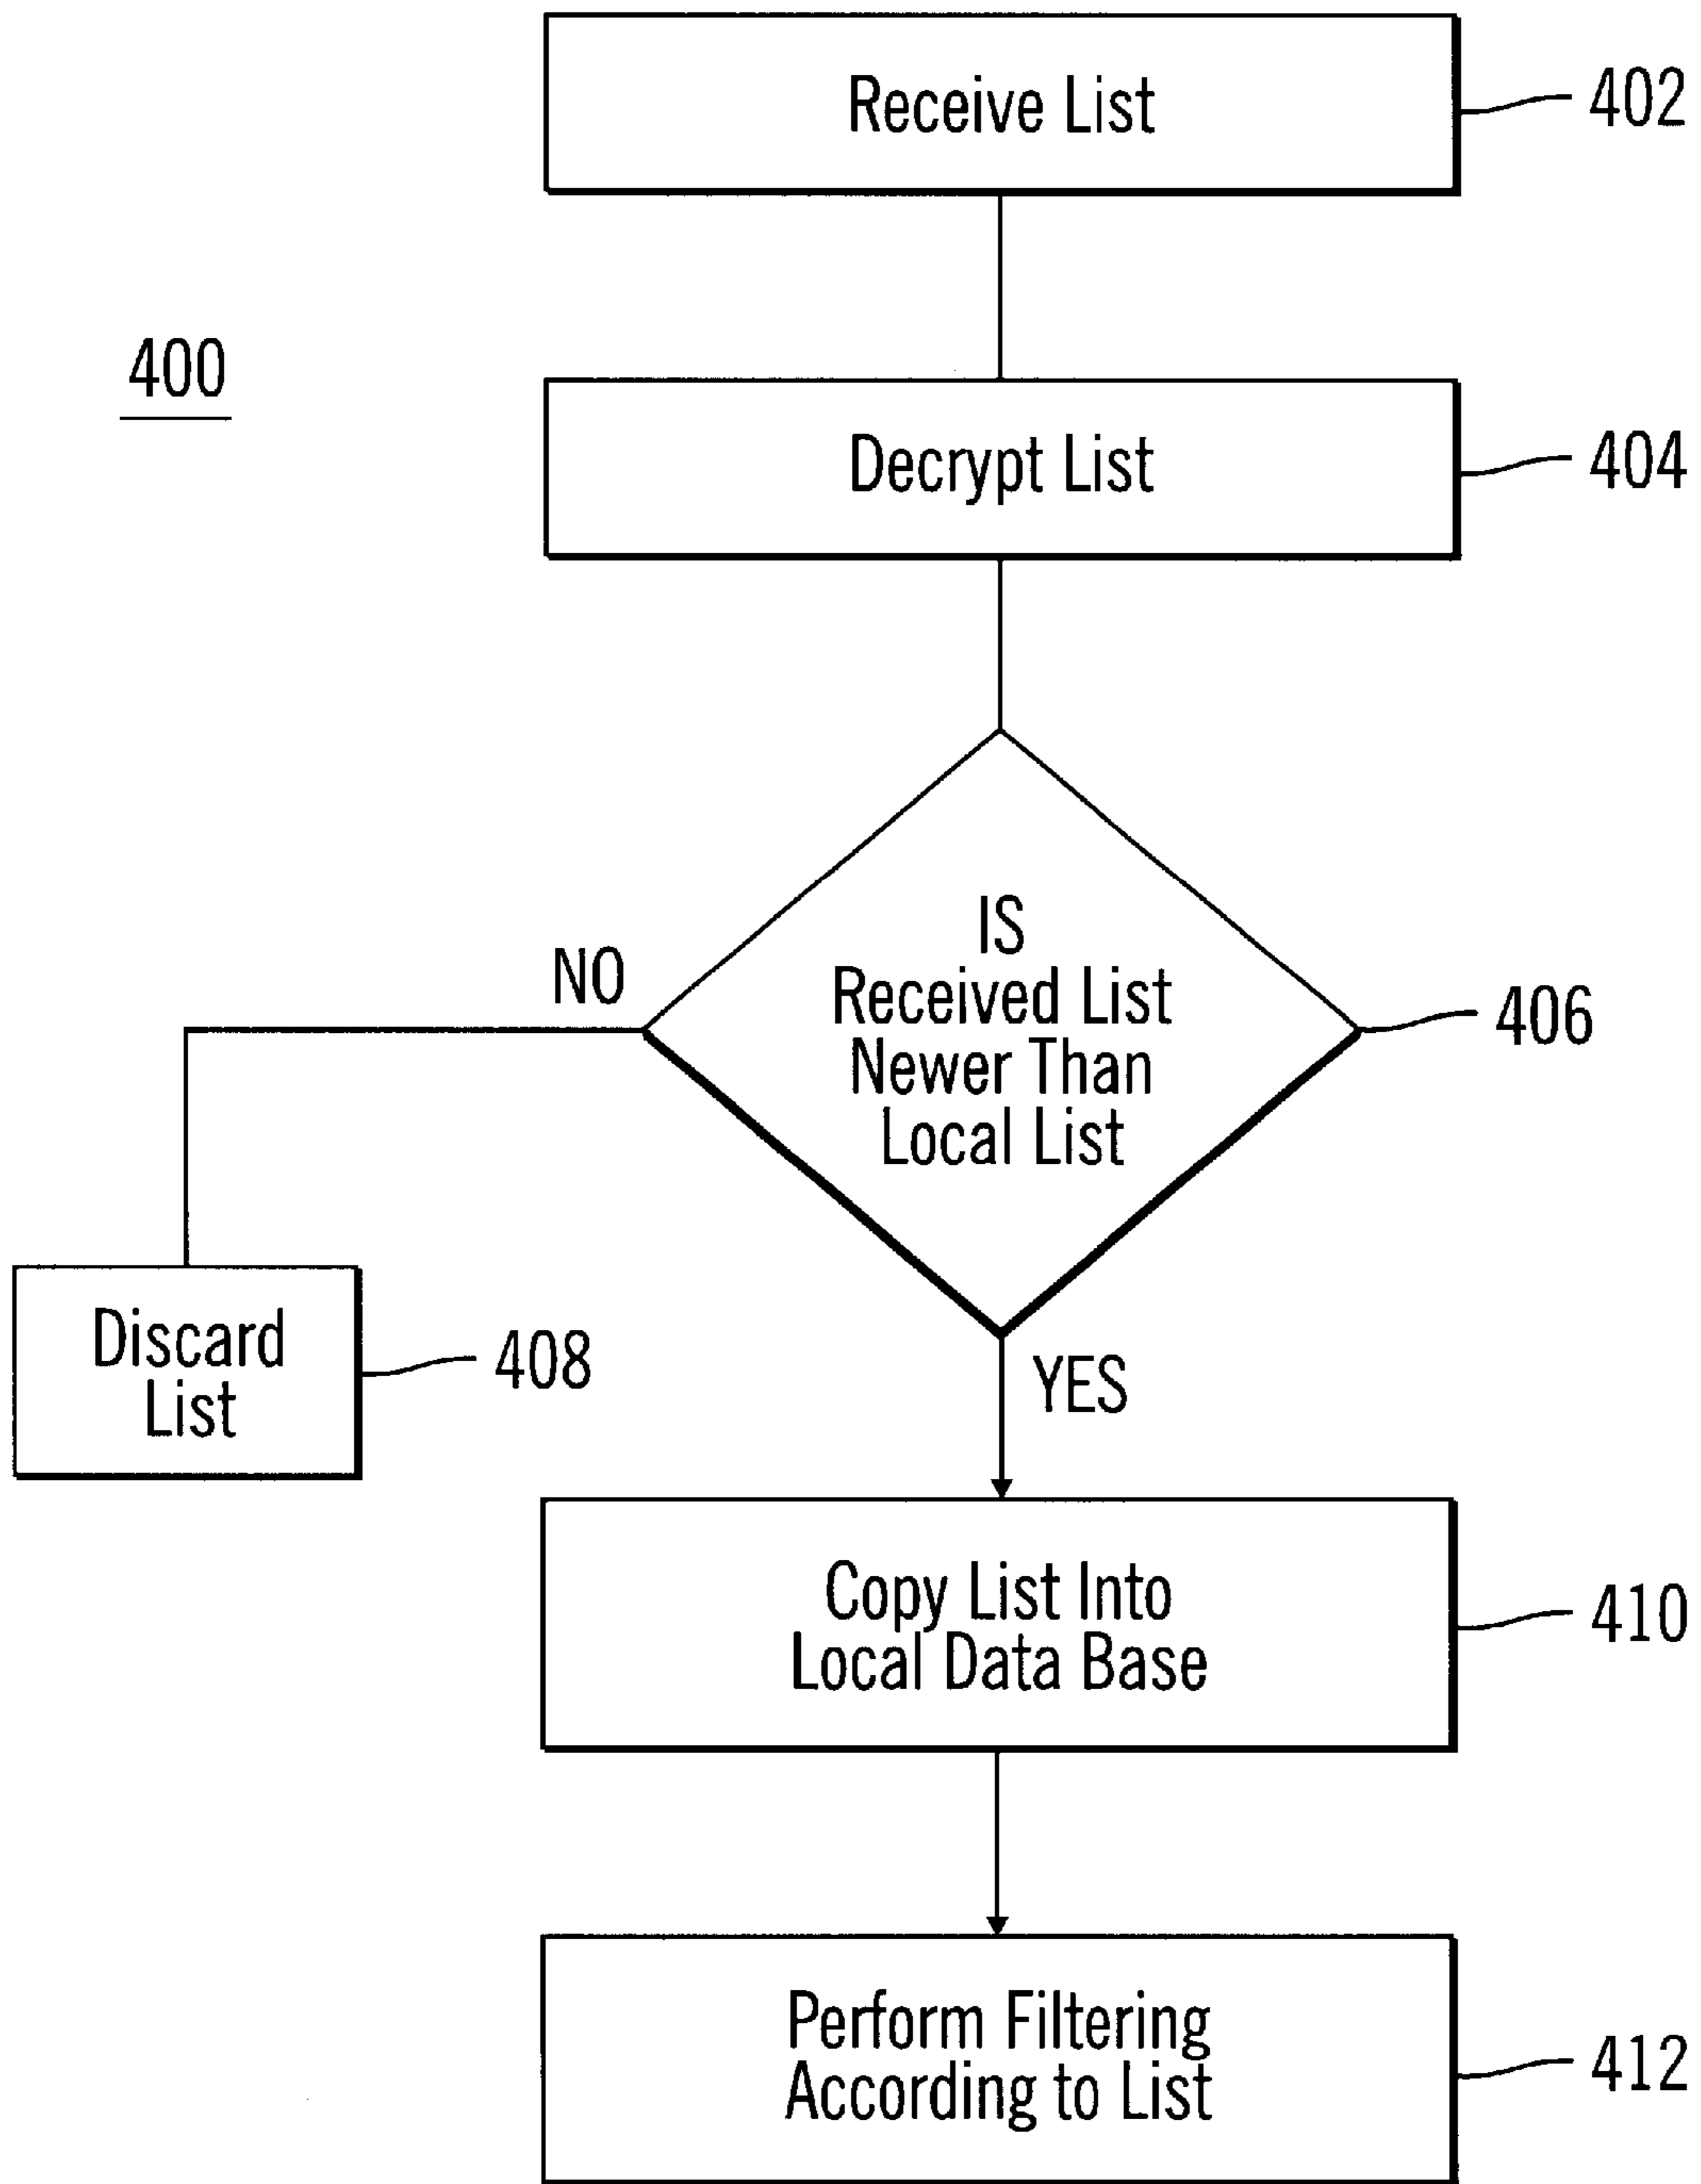 Receive List
402
400
Decrypt List
404
IS
Received List
Newer Than
Local List
NO
406
Discard
List
408
YES
Copy List Into
Local Data Base
410
Perform Filtering
According to List
412